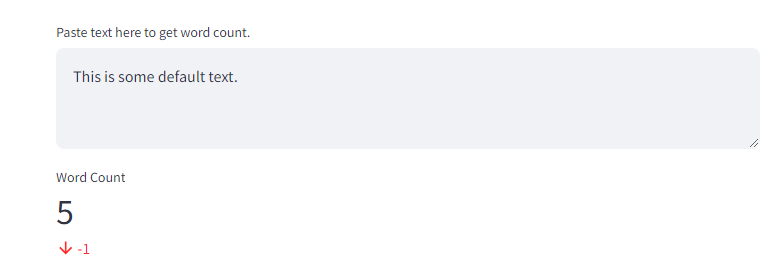 Paste text here to get word count.
This is some default text.
Word Count
5
↓ -1